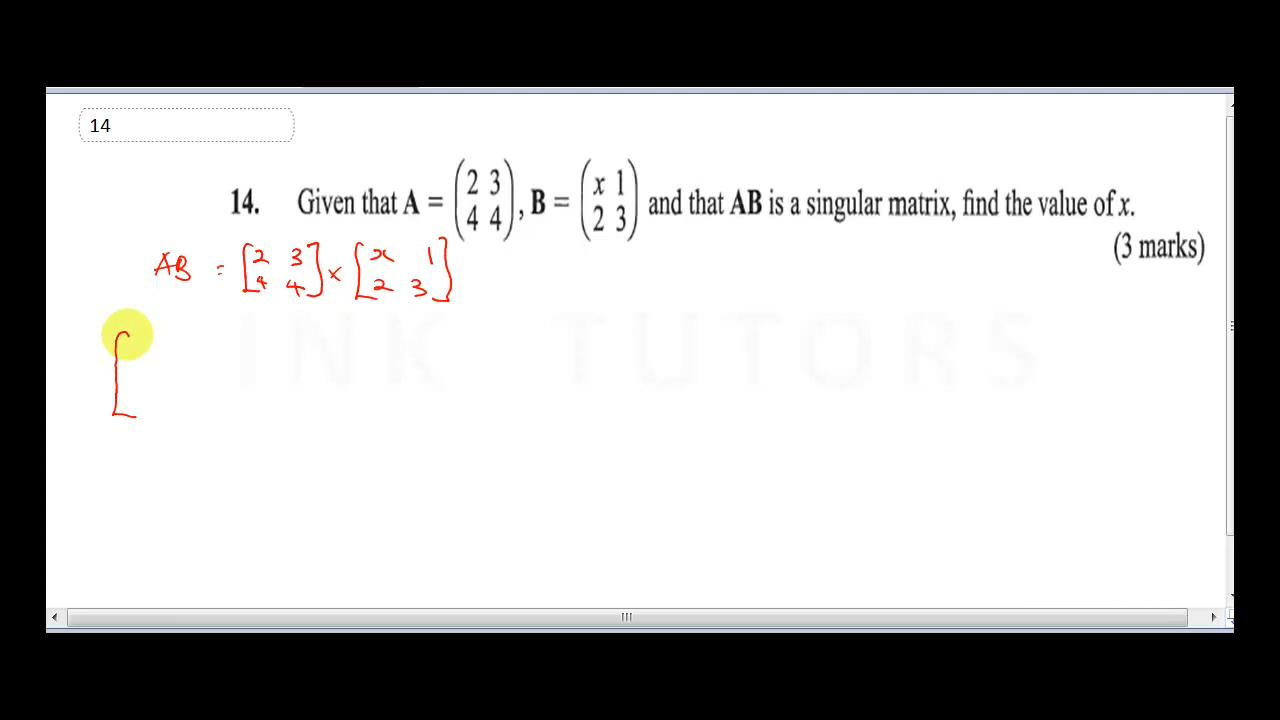 14
14. Given that A = (2 3 4 4), B = (x 1 2 3) and that AB is a singular matrix, find the value of x.
(3 marks)
AB = [2 3 4 4] × [x 1 2 3]
INK TUTORS